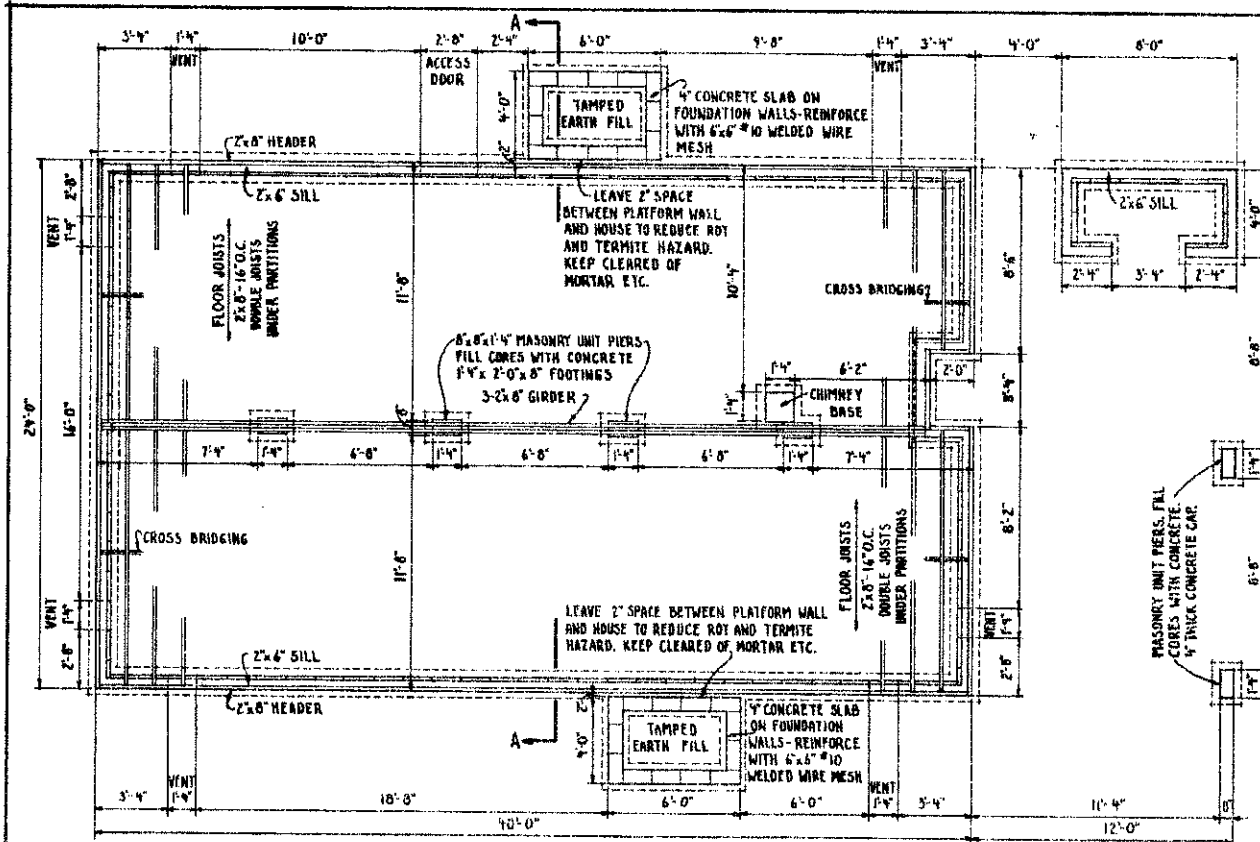 A
3'-4"
1'-4"
10'-0"
2'-8"
2'-4"
6'-0"
9'-8"
1'-4"
3'-4"
4'-0"
8'-0"
VENT
ACCESS
DOOR
VENT
4'-0"
2"
TAMPED
EARTH FILL
4" CONCRETE SLAB ON
FOUNDATION WALLS-REINFORCE
WITH 6"x6" #10 WELDED WIRE
MESH
2"x8" HEADER
2"x6" SILL
LEAVE 2" SPACE
BETWEEN PLATFORM WALL
AND HOUSE TO REDUCE ROT
AND TERMITE HAZARD.
KEEP CLEARED OF
MORTAR ETC.
2"x6" SILL
4'-0"
2'-4"
3'-4"
2'-4"
2'-8"
VENT
1'-4"
FLOOR JOISTS
2"x8"-16" O.C.
DOUBLE JOISTS
UNDER PARTITIONS
11'-8"
10'-4"
8'-6"
CROSS BRIDGING
8"x8"x1'-4" MASONRY UNIT PIERS
FILL CORES WITH CONCRETE
1'-4" x 2'-0"x8" FOOTINGS
3-2"x8" GIRDER
1'-4"
6'-2"
2'-0"
1'-4"
CHIMNEY
BASE
8"
24'-0"
16'-0"
7'-4"
1'-4"
6'-8"
1'-4"
6'-8"
1'-4"
6'-8"
1'-4"
7'-4"
1'-4"
CROSS BRIDGING
11'-8"
FLOOR JOISTS
2"x8"-16" O.C.
DOUBLE JOISTS
UNDER PARTITIONS
8'-2"
MASONRY UNIT PIERS. FILL
CORES WITH CONCRETE.
4" THICK CONCRETE CAP.
VENT
1'-4"
2'-8"
LEAVE 2" SPACE BETWEEN PLATFORM WALL
AND HOUSE TO REDUCE ROT AND TERMITE
HAZARD. KEEP CLEARED OF MORTAR ETC.
VENT
1'-4"
2'-8"
1'-4"
2"x6" SILL
2"x8" HEADER
A
4'-0"
TAMPED
EARTH FILL
4" CONCRETE SLAB
ON FOUNDATION
WALLS-REINFORCE
WITH 6"x6" #10
WELDED WIRE MESH
VENT
VENT
3'-4"
1'-4"
18'-8"
6'-0"
6'-0"
1'-4"
3'-4"
11'-4"
8"
40'-0"
12'-0"